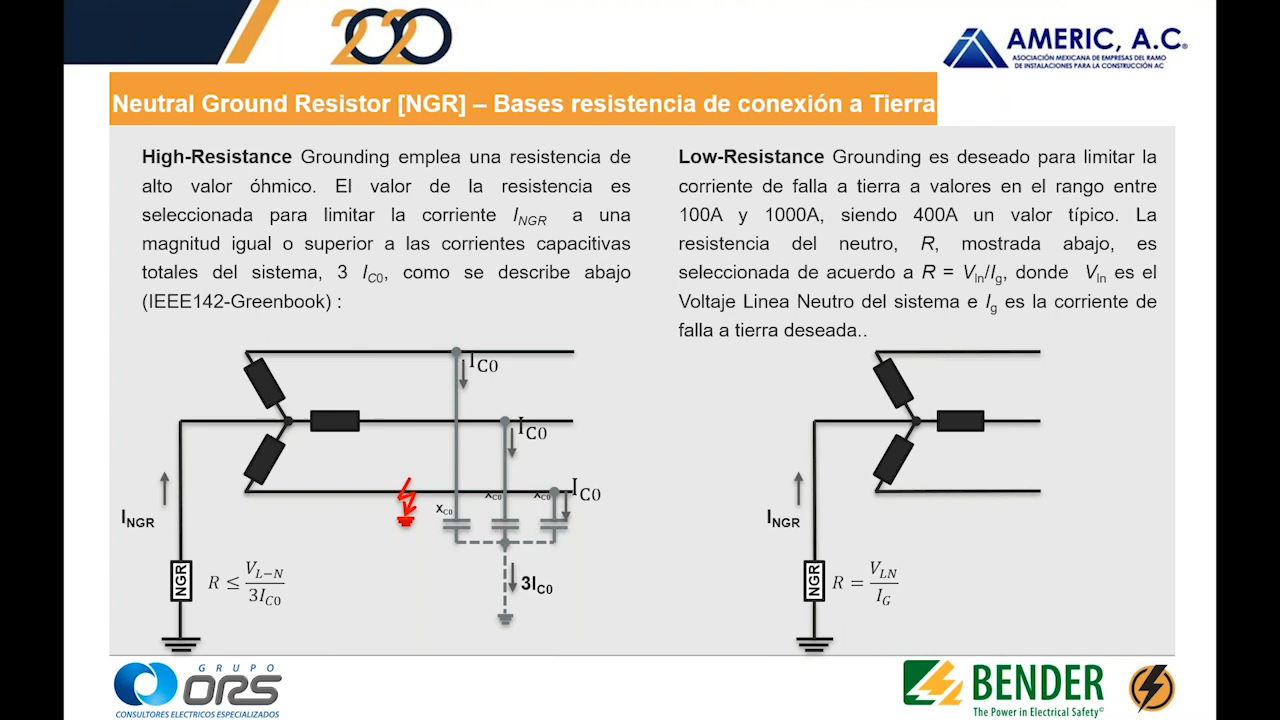 2020
AMERIC, A.C.®
ASOCIACIÓN MEXICANA DE EMPRESAS DEL RAMO
DE INSTALACIONES PARA LA CONSTRUCCIÓN AC
Neutral Ground Resistor [NGR] – Bases resistencia de conexión a Tierra
High-Resistance Grounding emplea una resistencia de
alto valor óhmico. El valor de la resistencia es
seleccionada para limitar la corriente I_NGR a una
magnitud igual o superior a las corrientes capacitivas
totales del sistema, 3 I_C0, como se describe abajo
(IEEE142-Greenbook) :
I_C0
I_C0
I_C0
X_C0
X_C0
X_C0
I_NGR
NGR
R ≤ V_L−N / 3I_C0
3I_C0
Low-Resistance Grounding es deseado para limitar la
corriente de falla a tierra a valores en el rango entre
100A y 1000A, siendo 400A un valor típico. La
resistencia del neutro, R, mostrada abajo, es
seleccionada de acuerdo a R = V_ln/I_g, donde V_ln es el
Voltaje Linea Neutro del sistema e I_g es la corriente de
falla a tierra deseada..
I_NGR
NGR
R = V_LN / I_G
GRUPO
ORS
CONSULTORES ELECTRICOS ESPECIALIZADOS
BENDER
The Power in Electrical Safety©